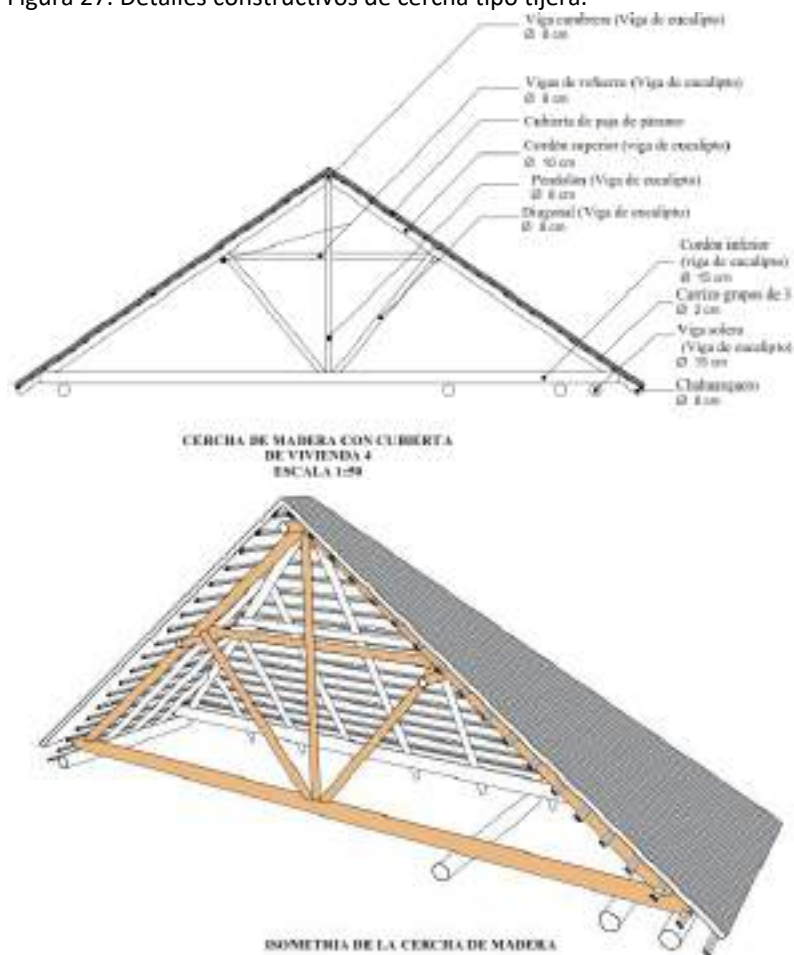 Figura 27. Detalles constructivos de cercha tipo tijera.
Viga cumbrera (Viga de eucalipto)
Ø 8 cm
Vigas de refuerzo (Viga de eucalipto)
Ø 8 cm
Cubierta de paja de páramo
Cordón superior (viga de eucalipto)
Ø 10 cm
Pendolón (Viga de eucalipto)
Ø 8 cm
Diagonal (Viga de eucalipto)
Ø 8 cm
Cordón inferior
(viga de eucalipto)
Ø 15 cm
Carrizo grupos de 3
Ø 2 cm
Viga solera
(Viga de eucalipto)
Ø 15 cm
Ø 8 cm
CERCHA DE MADERA CON CUBIERTA
DE VIVIENDA 4
ESCALA 1:50
ISOMETRIA DE LA CERCHA DE MADERA